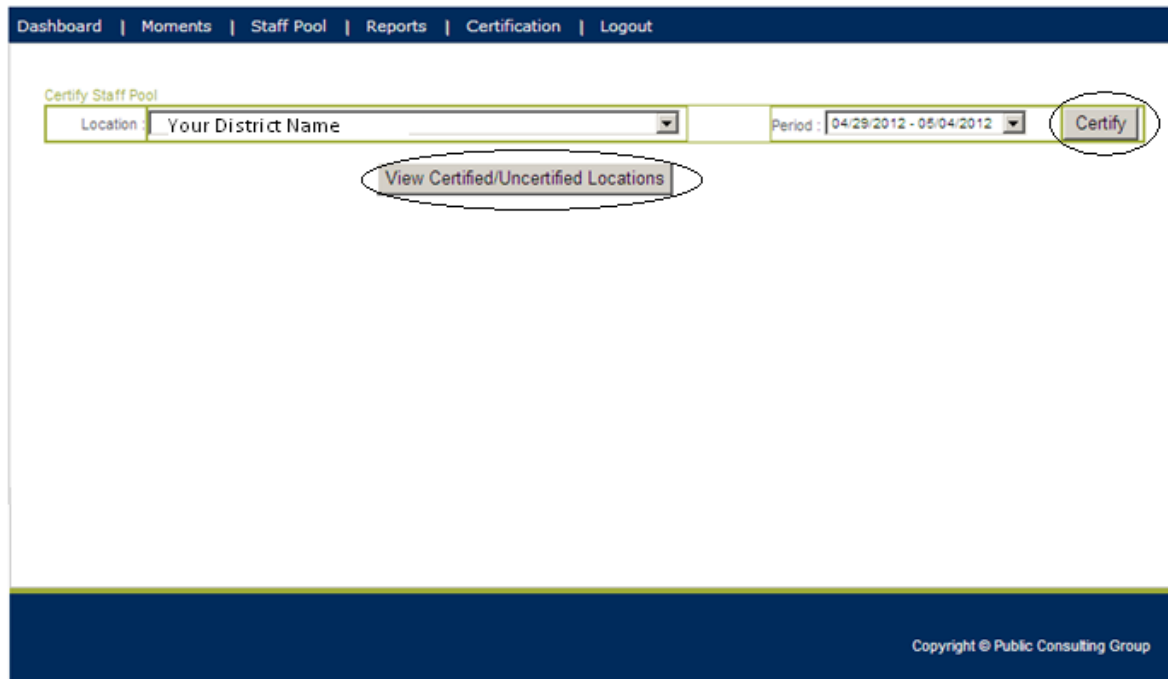 Dashboard | Moments | Staff Pool | Reports | Certification | Logout
Certify Staff Pool
Location : Your District Name Period : 04/29/2012 - 05/04/2012 Certify
View Certified/Uncertified Locations
Copyright © Public Consulting Group